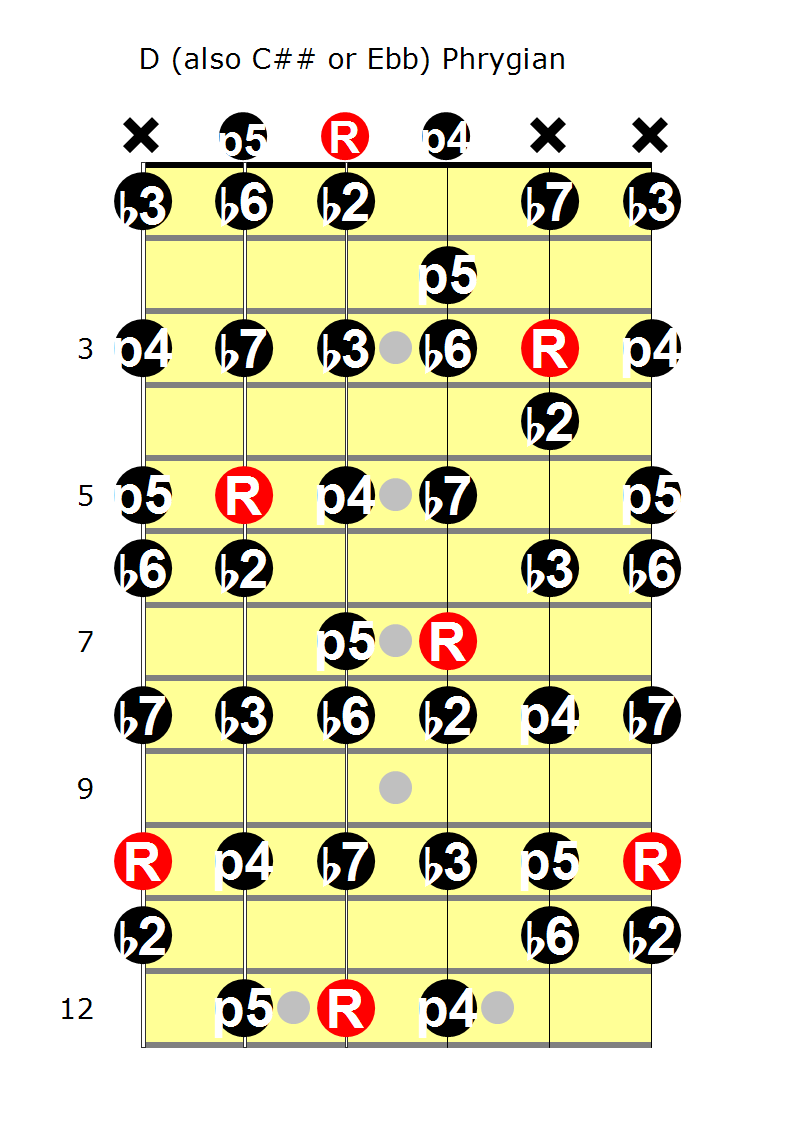 D (also C## or Ebb) Phrygian
✕ p5 R p4 ✕ ✕
♭3 ♭6 ♭2 ♭7 ♭3
p5
3 p4 ♭7 ♭3 ♭6 R p4
♭2
5 p5 R p4 ♭7 p5
♭6 ♭2 ♭3 ♭6
7 p5 R
♭7 ♭3 ♭6 ♭2 p4 ♭7
9
R p4 ♭7 ♭3 p5 R
♭2 ♭6 ♭2
12 p5 R p4